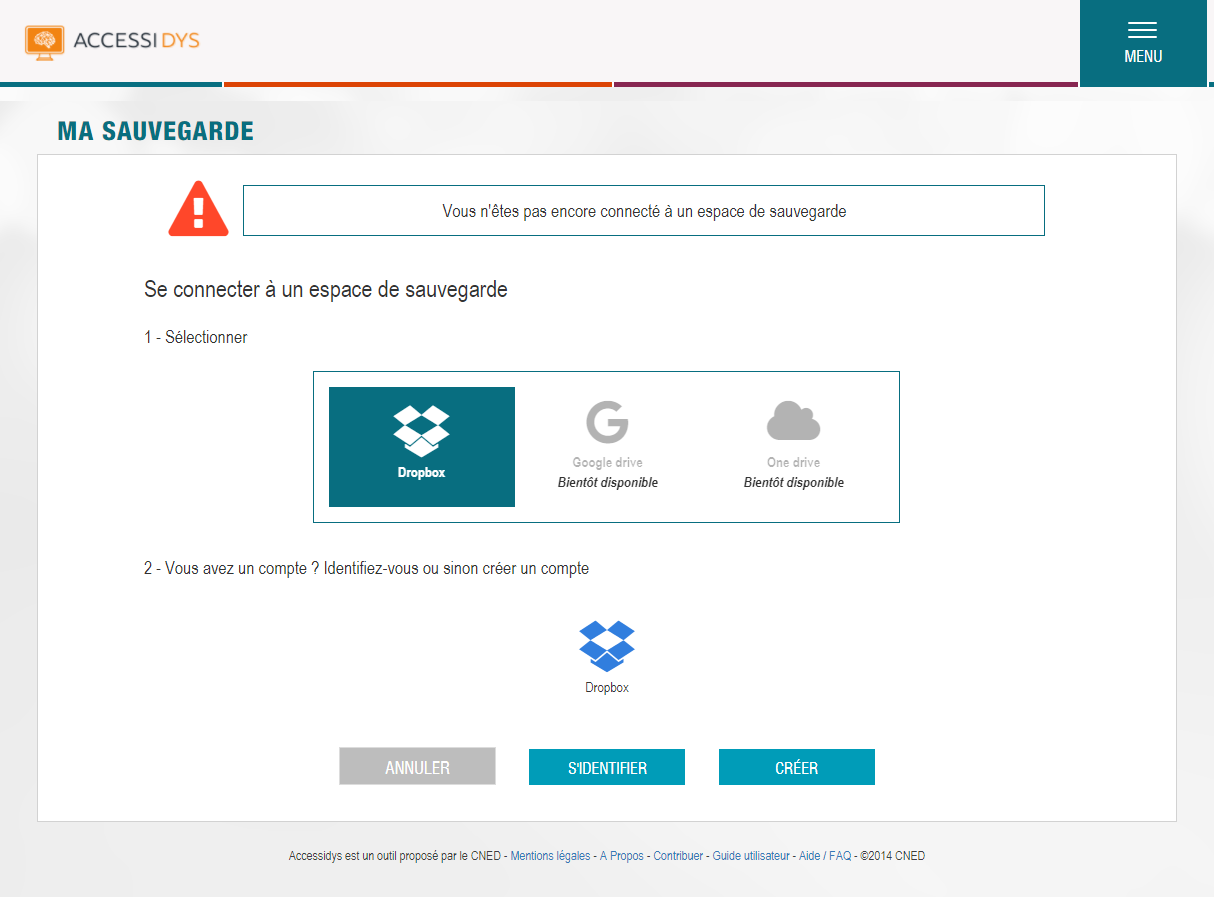 ACCESSIDYS
MENU
MA SAUVEGARDE
Vous n'êtes pas encore connecté à un espace de sauvegarde
Se connecter à un espace de sauvegarde
1 - Sélectionner
Dropbox
Google drive
Bientôt disponible
One drive
Bientôt disponible
2 - Vous avez un compte ? Identifiez-vous ou sinon créer un compte
Dropbox
ANNULER
S'IDENTIFIER
CRÉER
Accessidys est un outil proposé par le CNED - Mentions légales - A Propos - Contribuer - Guide utilisateur - Aide / FAQ - ©2014 CNED